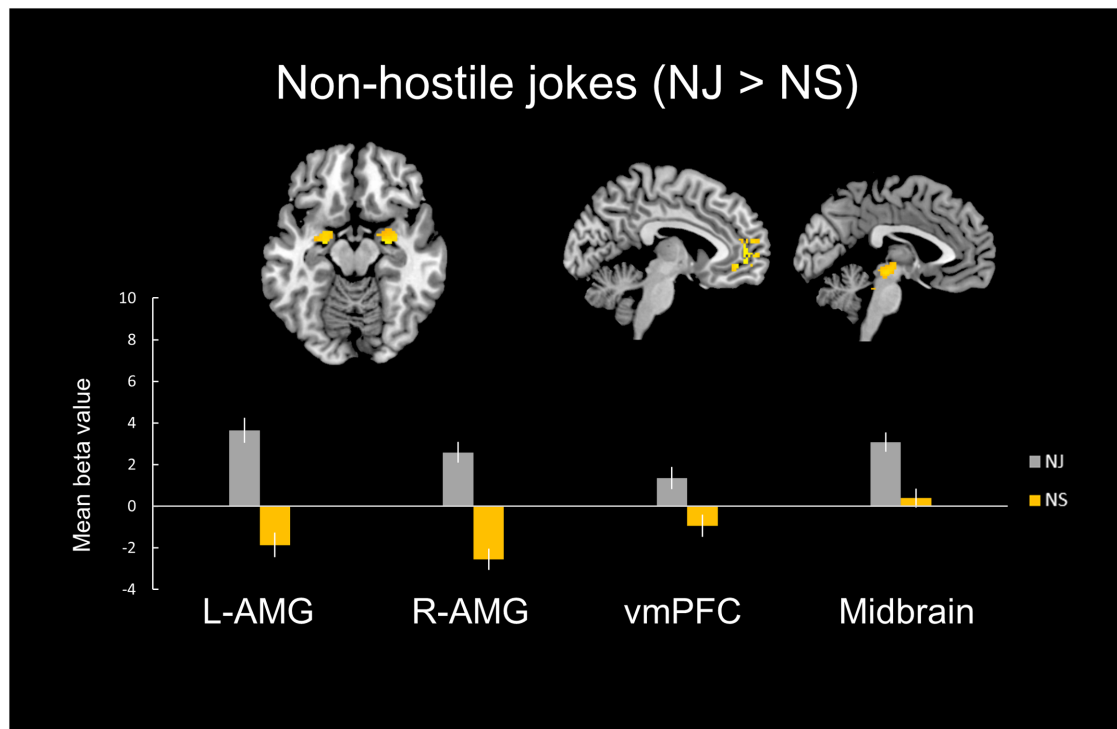 Non-hostile jokes (NJ > NS)
10
8
6
4
2
0
-2
-4
Mean beta value
NJ
NS
L-AMG
R-AMG
vmPFC
Midbrain